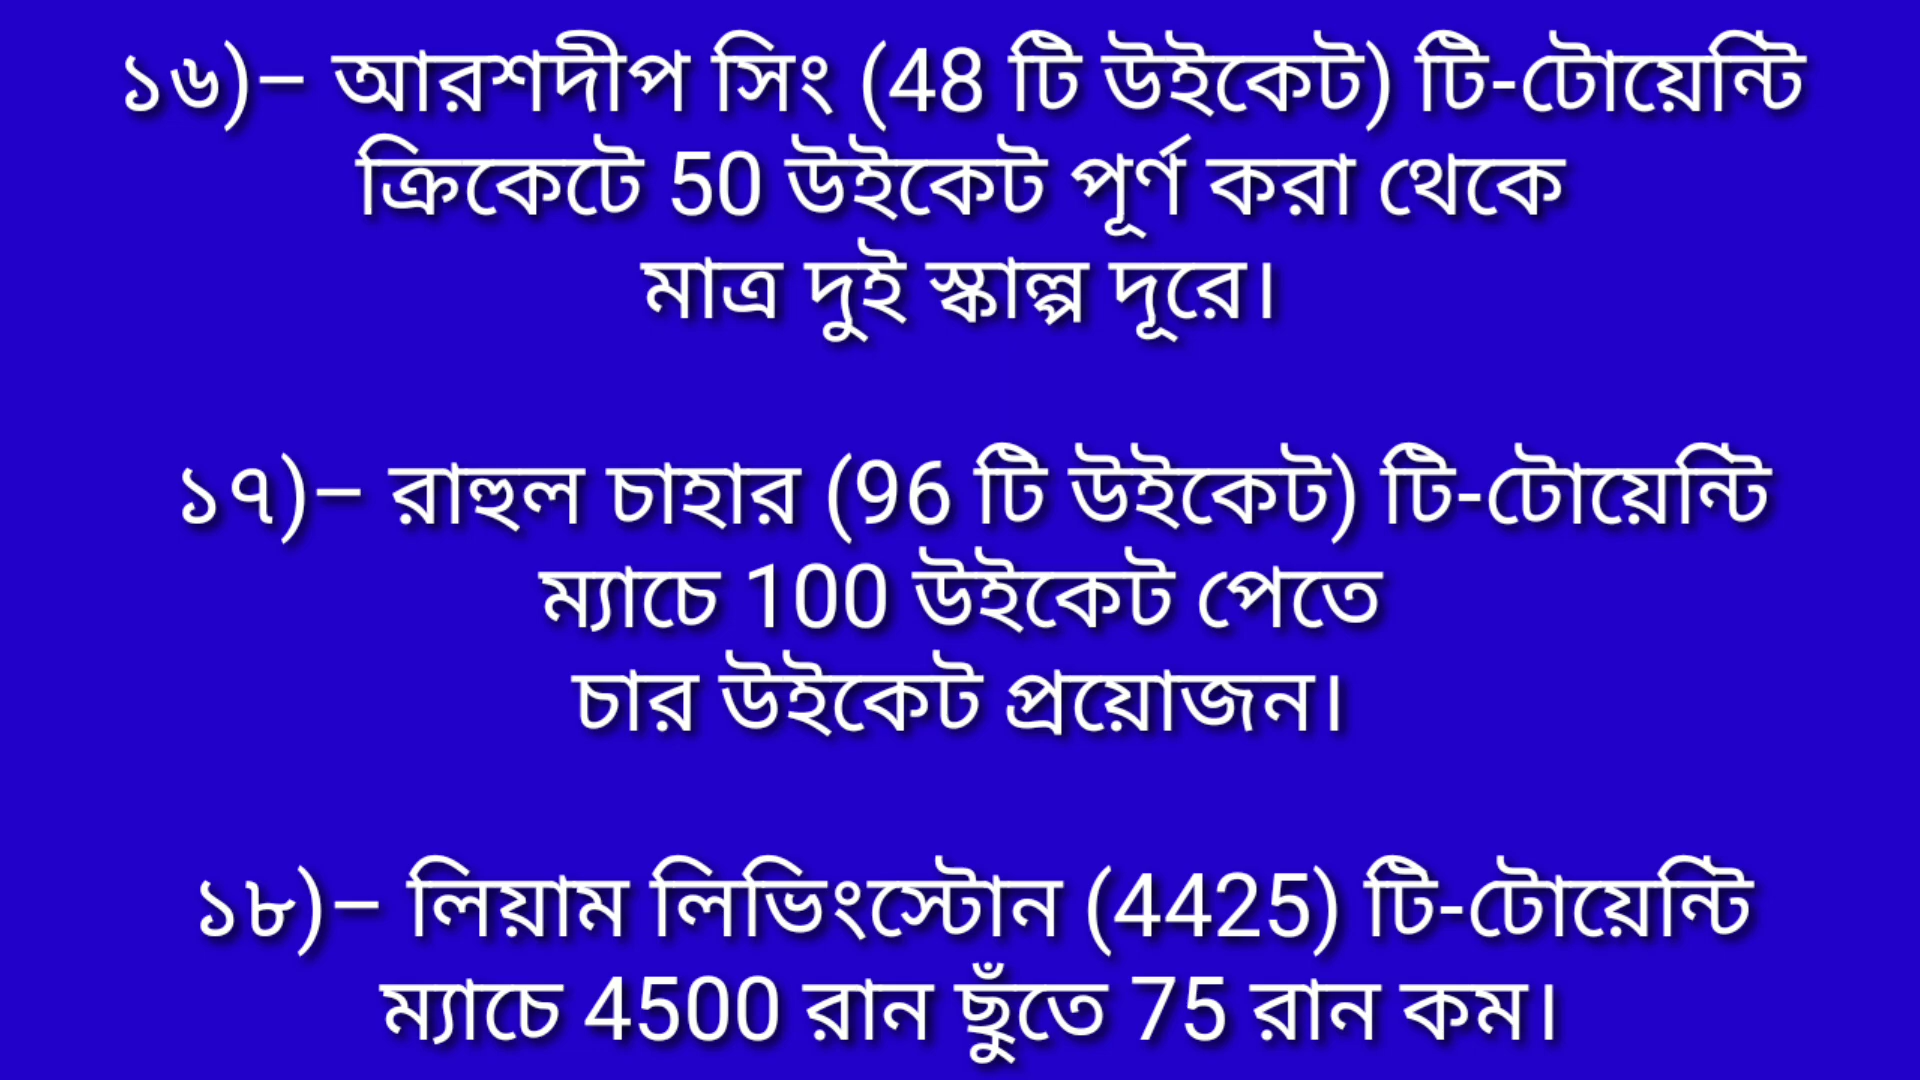 ১৬)– আরশদীপ সিং (48 টি উইকেট) টি-টোয়েন্টি
ক্রিকেটে 50 উইকেট পূর্ণ করা থেকে
মাত্র দুই স্কাল্প দূরে।
১৭)– রাহুল চাহার (96 টি উইকেট) টি-টোয়েন্টি
ম্যাচে 100 উইকেট পেতে
চার উইকেট প্রয়োজন।
১৮)– লিয়াম লিভিংস্টোন (4425) টি-টোয়েন্টি
ম্যাচে 4500 রান ছুঁতে 75 রান কম।